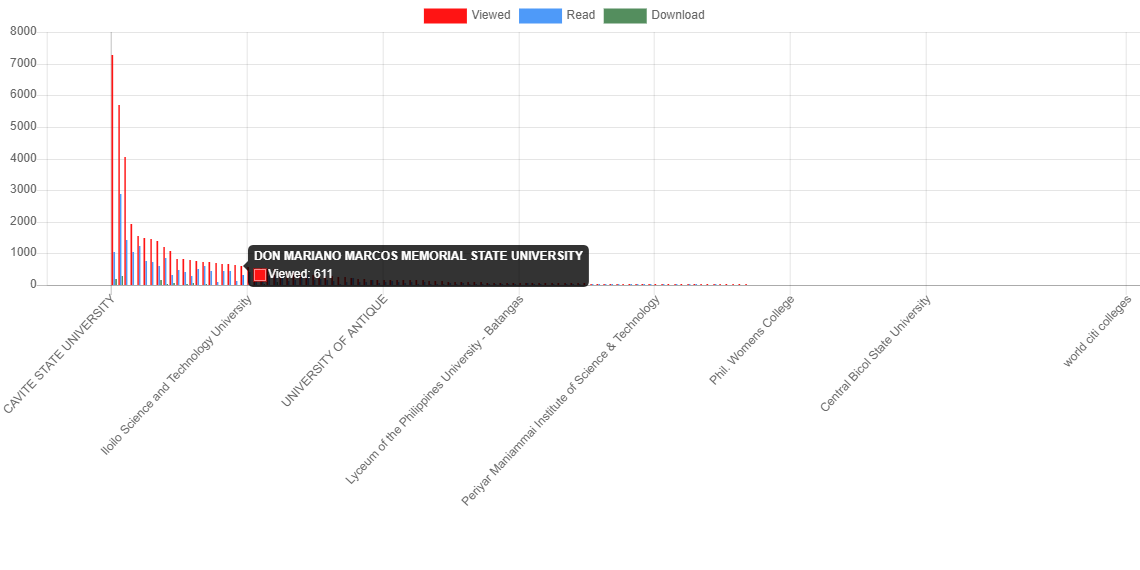 Viewed Read Download
8000
7000
6000
5000
4000
3000
2000
1000
0
DON MARIANO MARCOS MEMORIAL STATE UNIVERSITY
Viewed: 611
CAVITE STATE UNIVERSITY
Iloilo Science and Technology University
UNIVERSITY OF ANTIQUE
Lyceum of the Philippines University - Batangas
Periyar Maniammai Institute of Science & Technology
Phil. Womens College
Central Bicol State University
world citi colleges